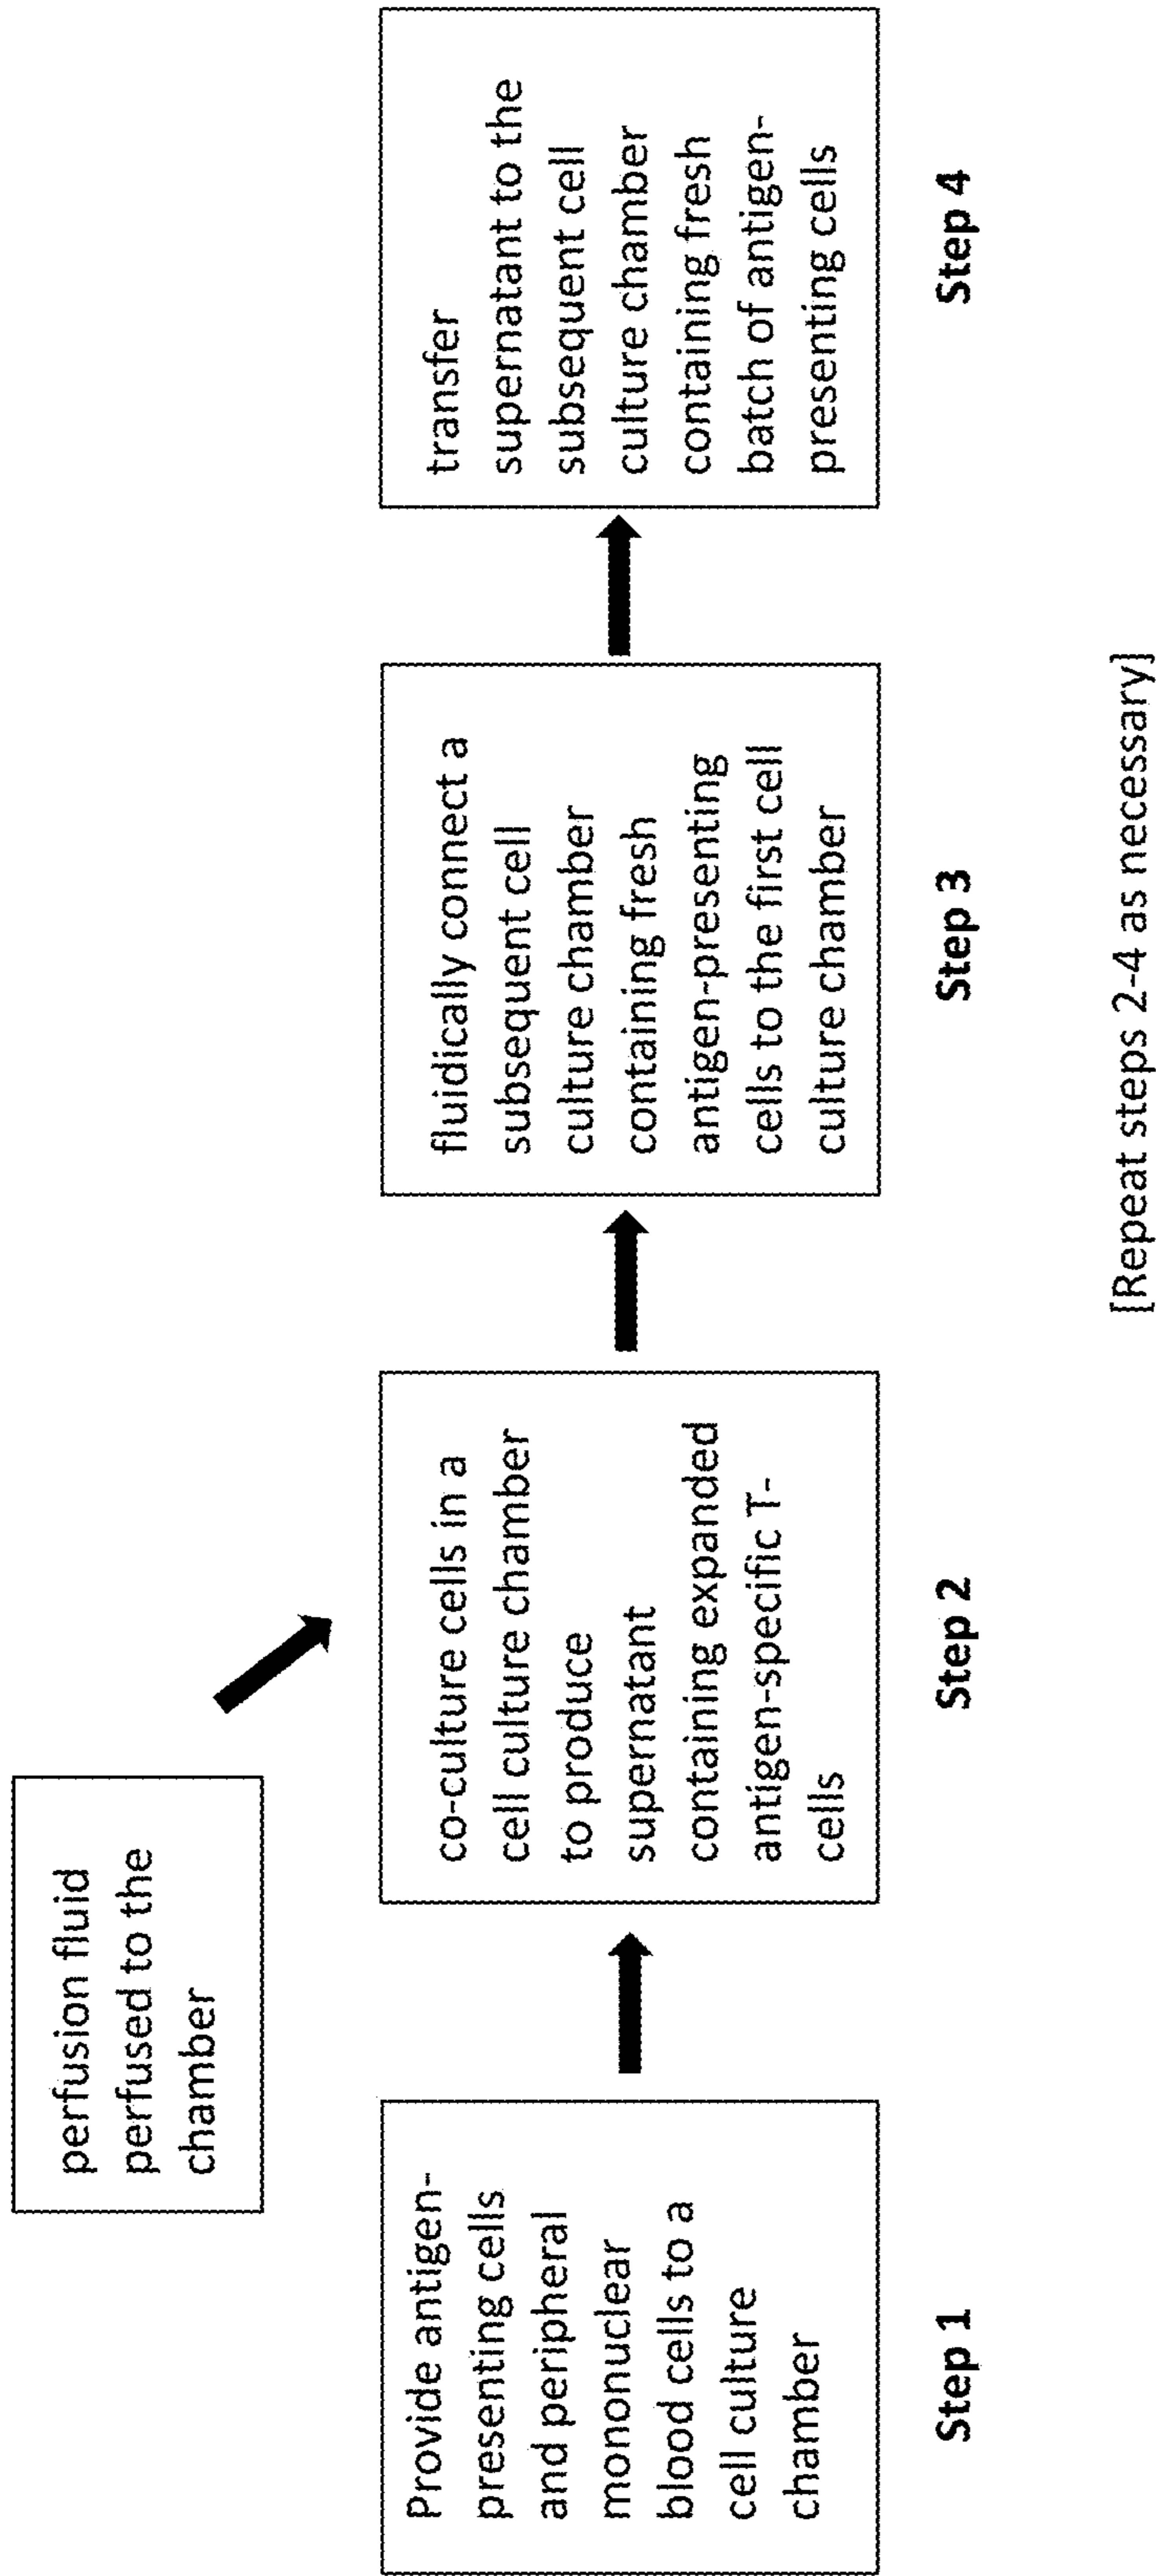 perfusion fluid
perfused to the
chamber
Provide antigen-
presenting cells
and peripheral
mononuclear
blood cells to a
cell culture
chamber
Step 1
co-culture cells in a
cell culture chamber
to produce
supernatant
containing expanded
antigen-specific T-
cells
Step 2
fluidically connect a
subsequent cell
culture chamber
containing fresh
antigen-presenting
cells to the first cell
culture chamber
Step 3
transfer
supernatant to the
subsequent cell
culture chamber
containing fresh
batch of antigen-
presenting cells
Step 4
[Repeat steps 2-4 as necessary]